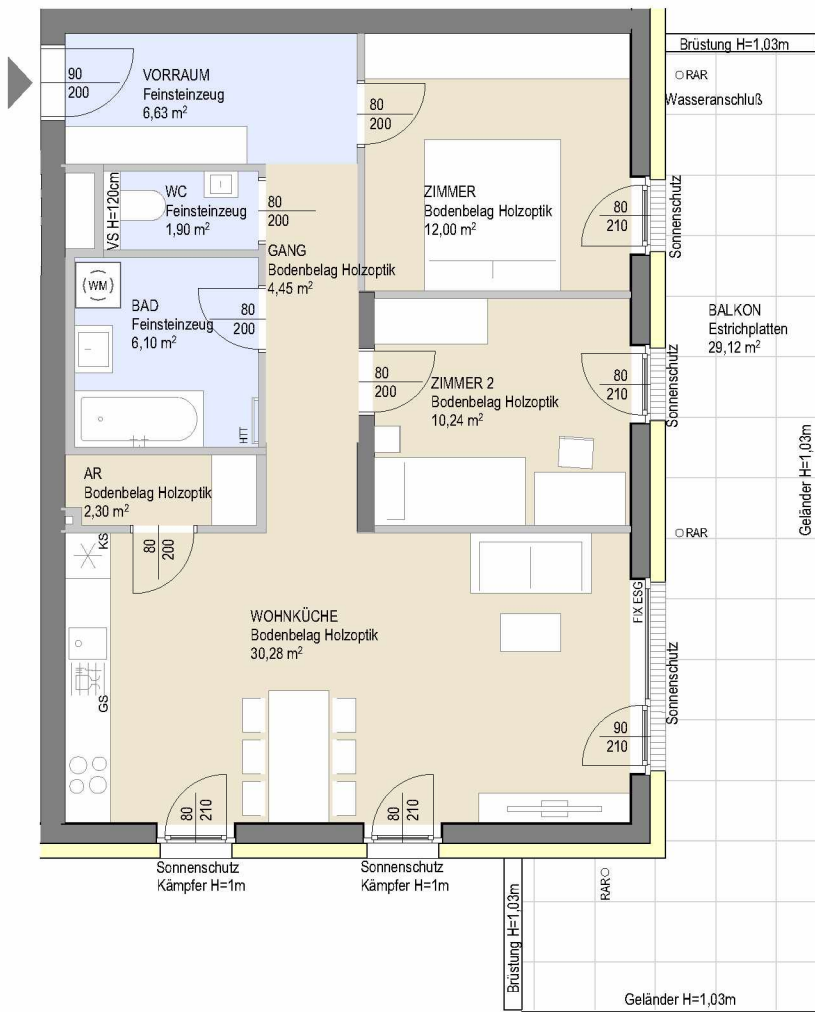 Brüstung H=1,03m
90
200
VORRAUM
Feinsteinzeug
6,63 m²
80
200
RAR
Wasseranschluß
VS H=120cm
WC
Feinsteinzeug
1,90 m²
80
200
ZIMMER
Bodenbelag Holzoptik
12,00 m²
80
210
Sonnenschutz
GANG
Bodenbelag Holzoptik
4,45 m²
(WM)
BAD
Feinsteinzeug
6,10 m²
80
200
BALKON
Estrichplatten
29,12 m²
80
200
ZIMMER 2
Bodenbelag Holzoptik
10,24 m²
80
210
Sonnenschutz
HTT
Geländer H=1,03m
AR
Bodenbelag Holzoptik
2,30 m²
RAR
KS
80
200
WOHNKÜCHE
Bodenbelag Holzoptik
30,28 m²
FIX ESG
Sonnenschutz
GS
90
210
80
210
80
210
Sonnenschutz
Kämpfer H=1m
Sonnenschutz
Kämpfer H=1m
RAR
Brüstung H=1,03m
Geländer H=1,03m